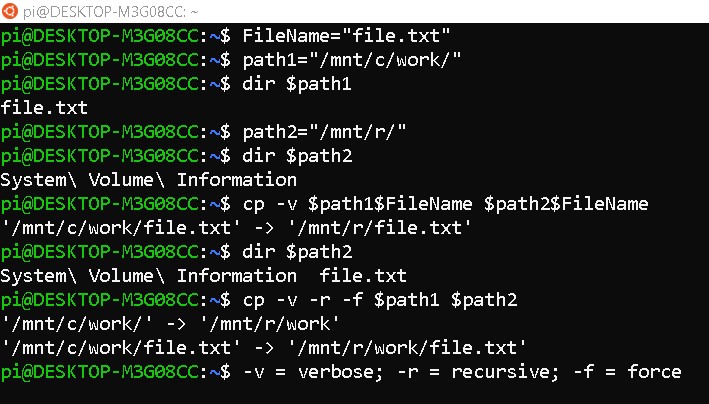 pi@DESKTOP-M3G08CC: ~
pi@DESKTOP-M3G08CC:~$ FileName="file.txt"
pi@DESKTOP-M3G08CC:~$ path1="/mnt/c/work/"
pi@DESKTOP-M3G08CC:~$ dir $path1
file.txt
pi@DESKTOP-M3G08CC:~$ path2="/mnt/r/"
pi@DESKTOP-M3G08CC:~$ dir $path2
System\ Volume\ Information
pi@DESKTOP-M3G08CC:~$ cp -v $path1$FileName $path2$FileName
'/mnt/c/work/file.txt' -> '/mnt/r/file.txt'
pi@DESKTOP-M3G08CC:~$ dir $path2
System\ Volume\ Information  file.txt
pi@DESKTOP-M3G08CC:~$ cp -v -r -f $path1 $path2
'/mnt/c/work/' -> '/mnt/r/work'
'/mnt/c/work/file.txt' -> '/mnt/r/work/file.txt'
pi@DESKTOP-M3G08CC:~$ -v = verbose; -r = recursive; -f = force